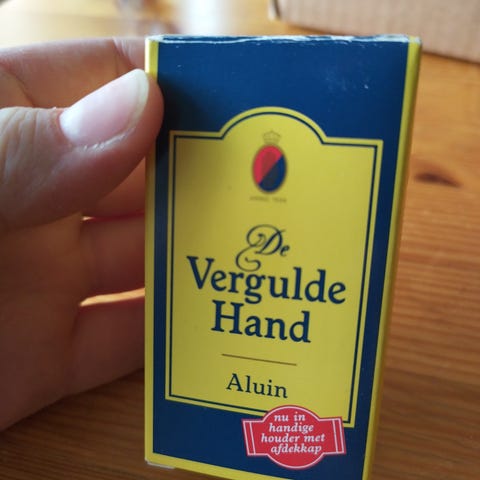 De
Vergulde
Hand
Aluin
nu in
handige
houder met
afdekkap